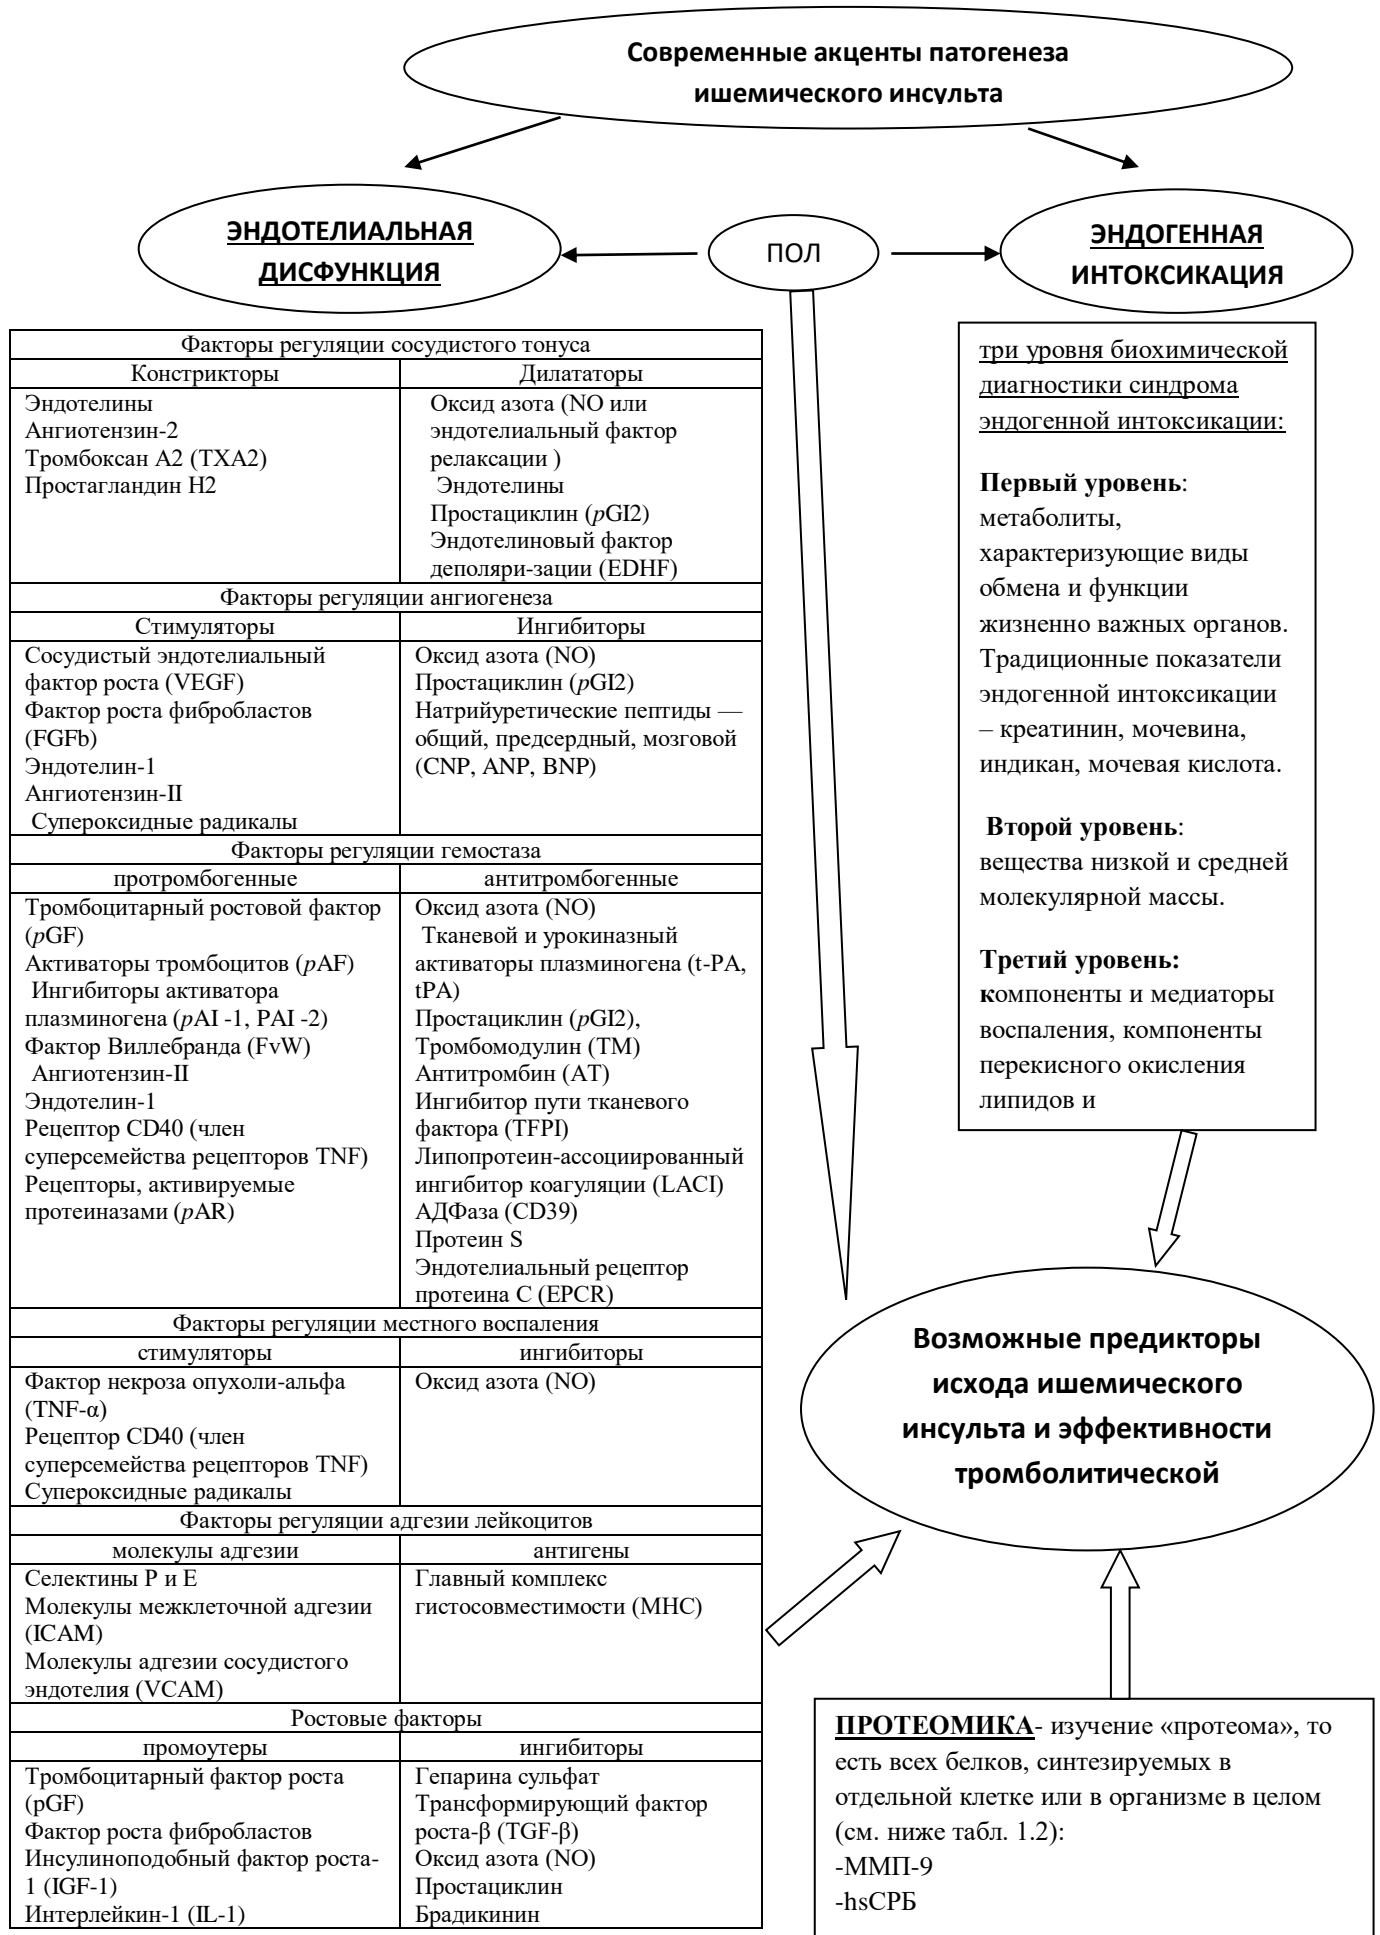 Современные акценты патогенеза
ишемического инсульта
ЭНДОТЕЛИАЛЬНАЯ
ДИСФУНКЦИЯ
ПОЛ
ЭНДОГЕННАЯ
ИНТОКСИКАЦИЯ
Факторы регуляции сосудистого тонуса
Констрикторы
Дилататоры
Эндотелины
Ангиотензин-2
Тромбоксан А2 (ТХА2)
Простагландин Н2
Оксид азота (NO или
эндотелиальный фактор
релаксации )
Эндотелины
Простациклин (pGI2)
Эндотелиновый фактор
деполяри-зации (EDHF)
Факторы регуляции ангиогенеза
Стимуляторы
Ингибиторы
Сосудистый эндотелиальный
фактор роста (VEGF)
Фактор роста фибробластов
(FGFb)
Эндотелин-1
Ангиотензин-II
Супероксидные радикалы
Оксид азота (NO)
Простациклин (pGI2)
Натрийуретические пептиды —
общий, предсердный, мозговой
(CNP, ANP, BNP)
Факторы регуляции гемостаза
протромбогенные
антитромбогенные
Тромбоцитарный ростовой фактор
(pGF)
Активаторы тромбоцитов (pAF)
Ингибиторы активатора
плазминогена (pAI -1, PAI -2)
Фактор Виллебранда (FvW)
Ангиотензин-II
Эндотелин-1
Рецептор CD40 (член
суперсемейства рецепторов TNF)
Рецепторы, активируемые
протеиназами (pAR)
Оксид азота (NO)
Тканевой и урокиназный
активаторы плазминогена (t-PA,
tPA)
Простациклин (pGI2),
Тромбомодулин (TM)
Антитромбин (AT)
Ингибитор пути тканевого
фактора (TFPI)
Липопротеин-ассоциированный
ингибитор коагуляции (LACI)
АДФаза (CD39)
Протеин S
Эндотелиальный рецептор
протеина С (EPCR)
Факторы регуляции местного воспаления
стимуляторы
ингибиторы
Фактор некроза опухоли-альфа
(TNF-α)
Рецептор CD40 (член
суперсемейства рецепторов TNF)
Супероксидные радикалы
Оксид азота (NO)
Факторы регуляции адгезии лейкоцитов
молекулы адгезии
антигены
Селектины Р и Е
Молекулы межклеточной адгезии
(ICAM)
Молекулы адгезии сосудистого
эндотелия (VCAM)
Главный комплекс
гистосовместимости (МНС)
Ростовые факторы
промоутеры
ингибиторы
Тромбоцитарный фактор роста
(pGF)
Фактор роста фибробластов
Инсулиноподобный фактор роста-
1 (IGF-1)
Интерлейкин-1 (IL-1)
Гепарина сульфат
Трансформирующий фактор
роста-β (TGF-β)
Оксид азота (NO)
Простациклин
Брадикинин
три уровня биохимической
диагностики синдрома
эндогенной интоксикации:
Первый уровень:
метаболиты,
характеризующие виды
обмена и функции
жизненно важных органов.
Традиционные показатели
эндогенной интоксикации
– креатинин, мочевина,
индикан, мочевая кислота.
Второй уровень:
вещества низкой и средней
молекулярной массы.
Третий уровень:
компоненты и медиаторы
воспаления, компоненты
перекисного окисления
липидов и
Возможные предикторы
исхода ишемического
инсульта и эффективности
тромболитической
ПРОТЕОМИКА- изучение «протеома», то
есть всех белков, синтезируемых в
отдельной клетке или в организме в целом
(см. ниже табл. 1.2):
-ММП-9
-hsСРБ